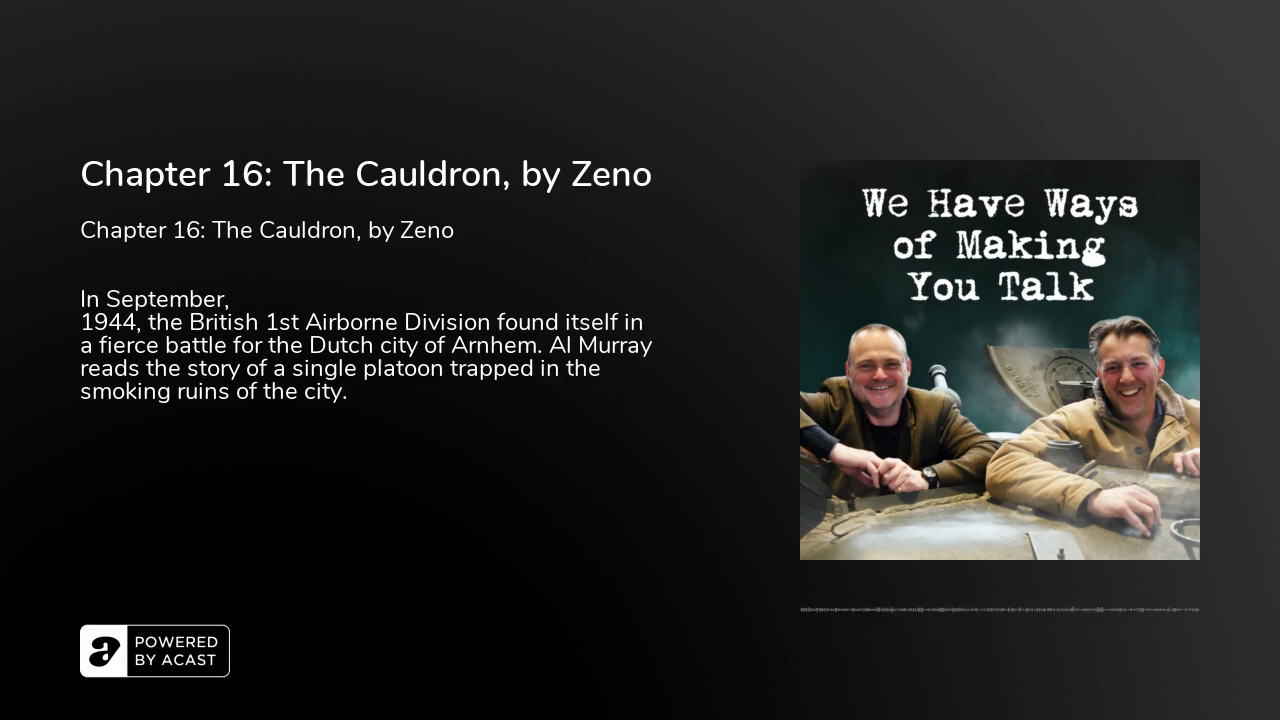 Chapter 16: The Cauldron, by Zeno
Chapter 16: The Cauldron, by Zeno
In September,
1944, the British 1st Airborne Division found itself in
a fierce battle for the Dutch city of Arnhem. Al Murray
reads the story of a single platoon trapped in the
smoking ruins of the city.
We Have Ways
of Making
You Talk
POWERED
BY ACAST